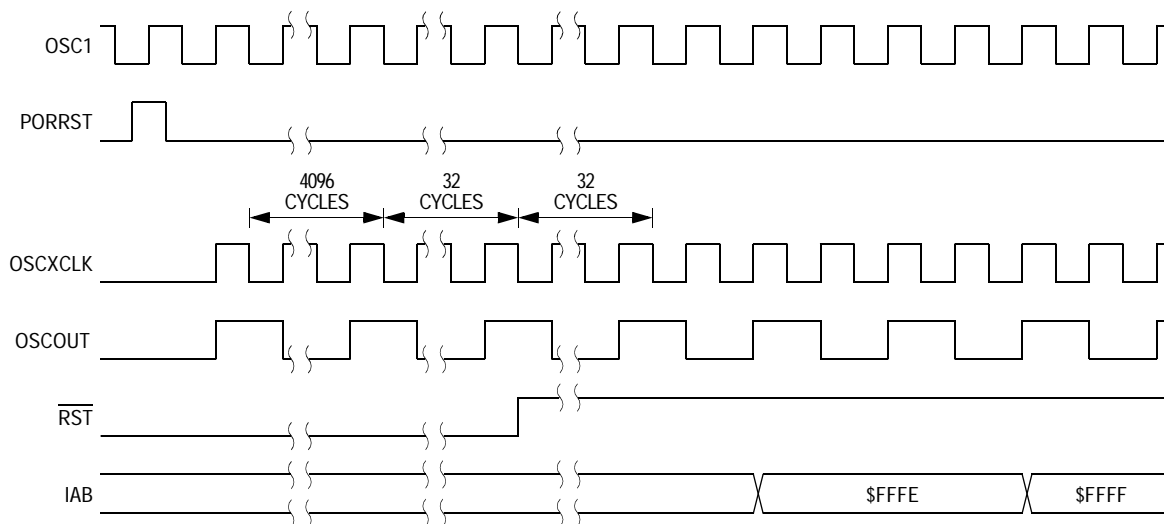 OSC1
PORRST
4096
CYCLES
32
CYCLES
32
CYCLES
OSCXCLK
OSCOUT
RST
IAB
$FFFE
$FFFF